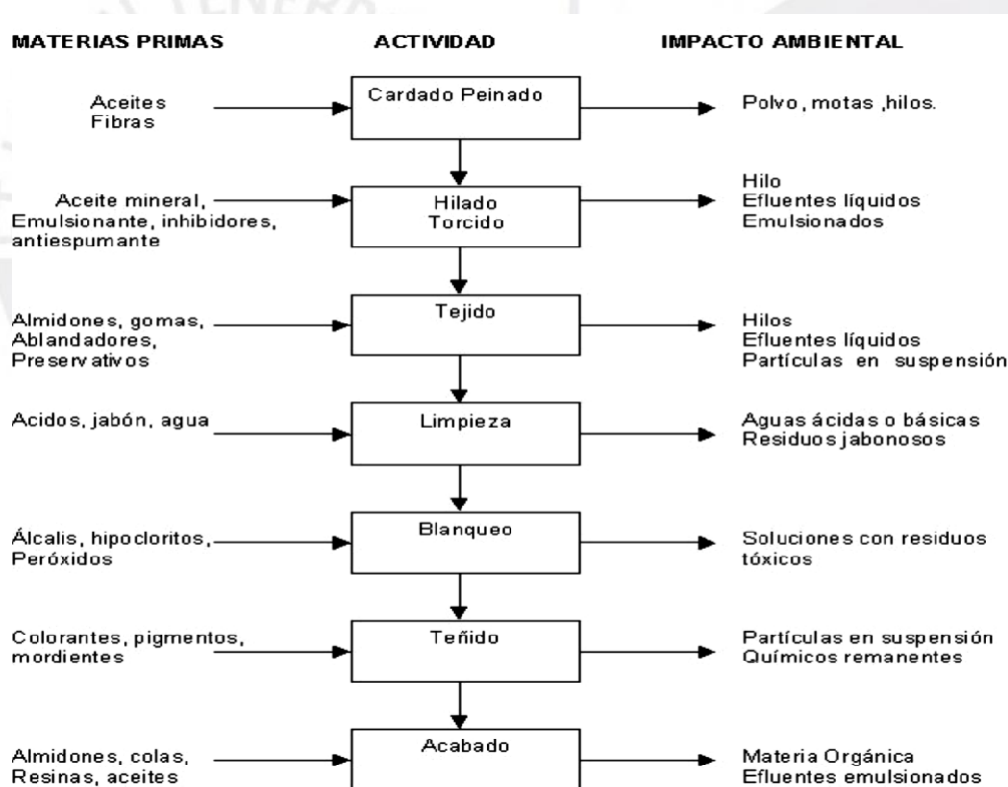 MATERIAS PRIMAS ACTIVIDAD IMPACTO AMBIENTAL
Aceites
Fibras
Cardado Peinado
Polvo, motas ,hilos.
Aceite mineral,
Emulsionante, inhibidores,
antiespumante
Hilado
Torcido
Hilo
Efluentes líquidos
Emulsionados
Almidones, gomas,
Ablandadores,
Preservativos
Tejido
Hilos
Efluentes líquidos
Partículas en suspensión
Acidos, jabón, agua
Limpieza
Aguas ácidas o básicas
Residuos jabonosos
Álcalis, hipocloritos,
Peróxidos
Blanqueo
Soluciones con residuos
tóxicos
Colorantes, pigmentos,
mordientes
Teñido
Partículas en suspensión
Químicos remanentes
Almidones, colas,
Resinas, aceites
Acabado
Materia Orgánica
Efluentes emulsionados